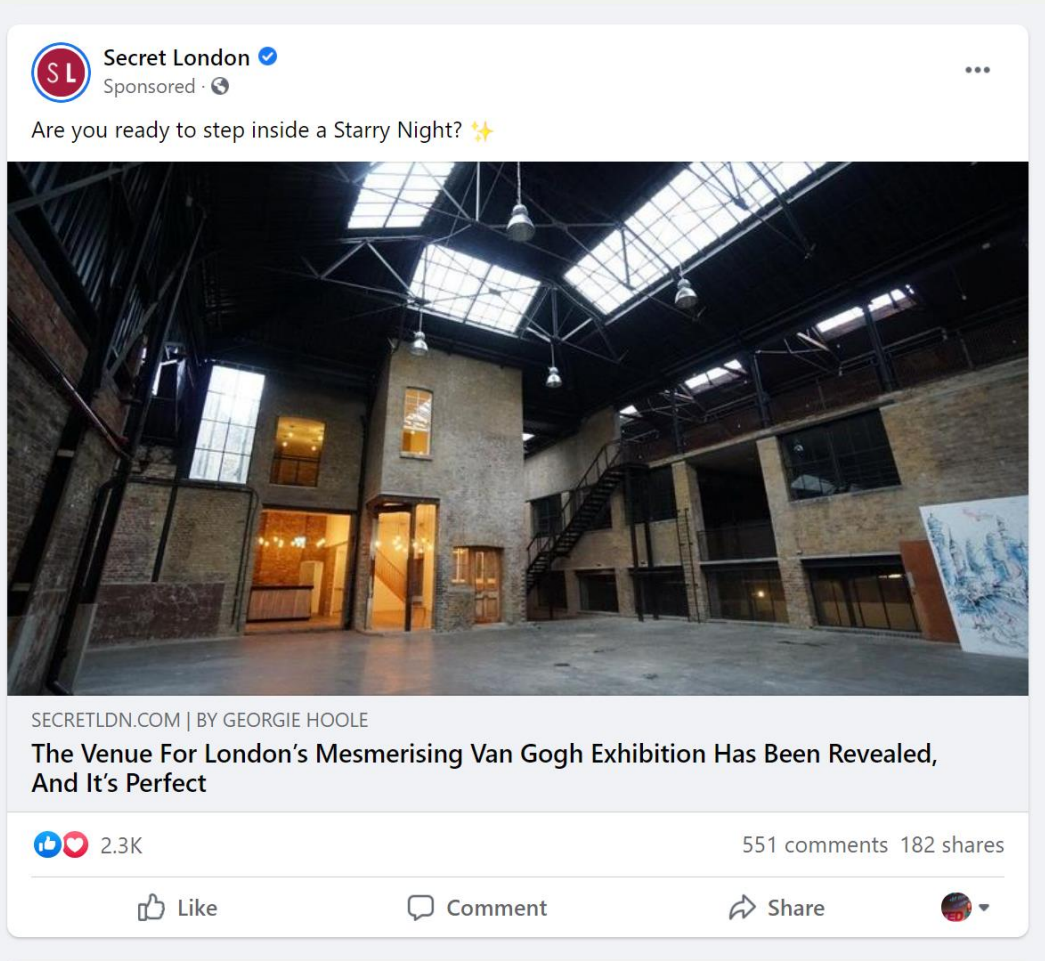 SL
Secret London
Sponsored ·
Are you ready to step inside a Starry Night? ✨
SECRETLDN.COM | BY GEORGIE HOOLE
The Venue For London's Mesmerising Van Gogh Exhibition Has Been Revealed,
And It's Perfect
2.3K 551 comments 182 shares
Like Comment Share